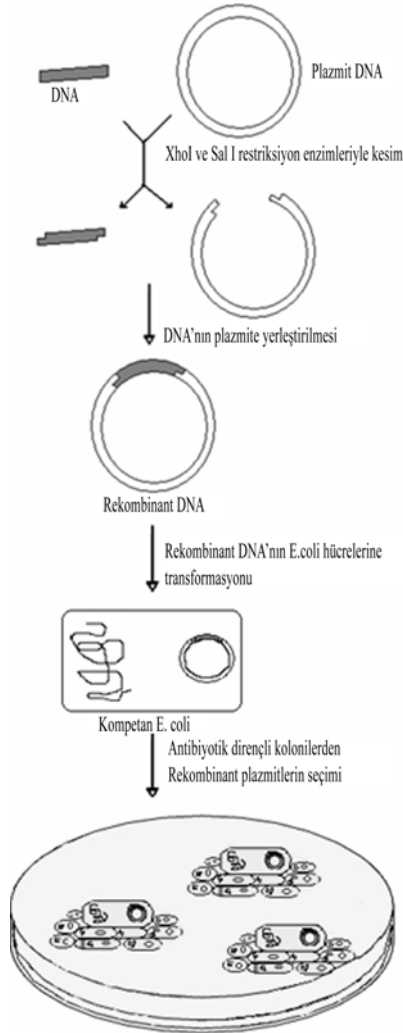 DNA
Plazmit DNA
XhoI ve Sal I restriksiyon enzimleriyle kesim
DNA'nın plazmite yerleştirilmesi
Rekombinant DNA
Rekombinant DNA'nın E.coli hücrelerine
transformasyonu
Kompetan E. coli
Antibiyotik dirençli kolonilerden
Rekombinant plazmitlerin seçimi